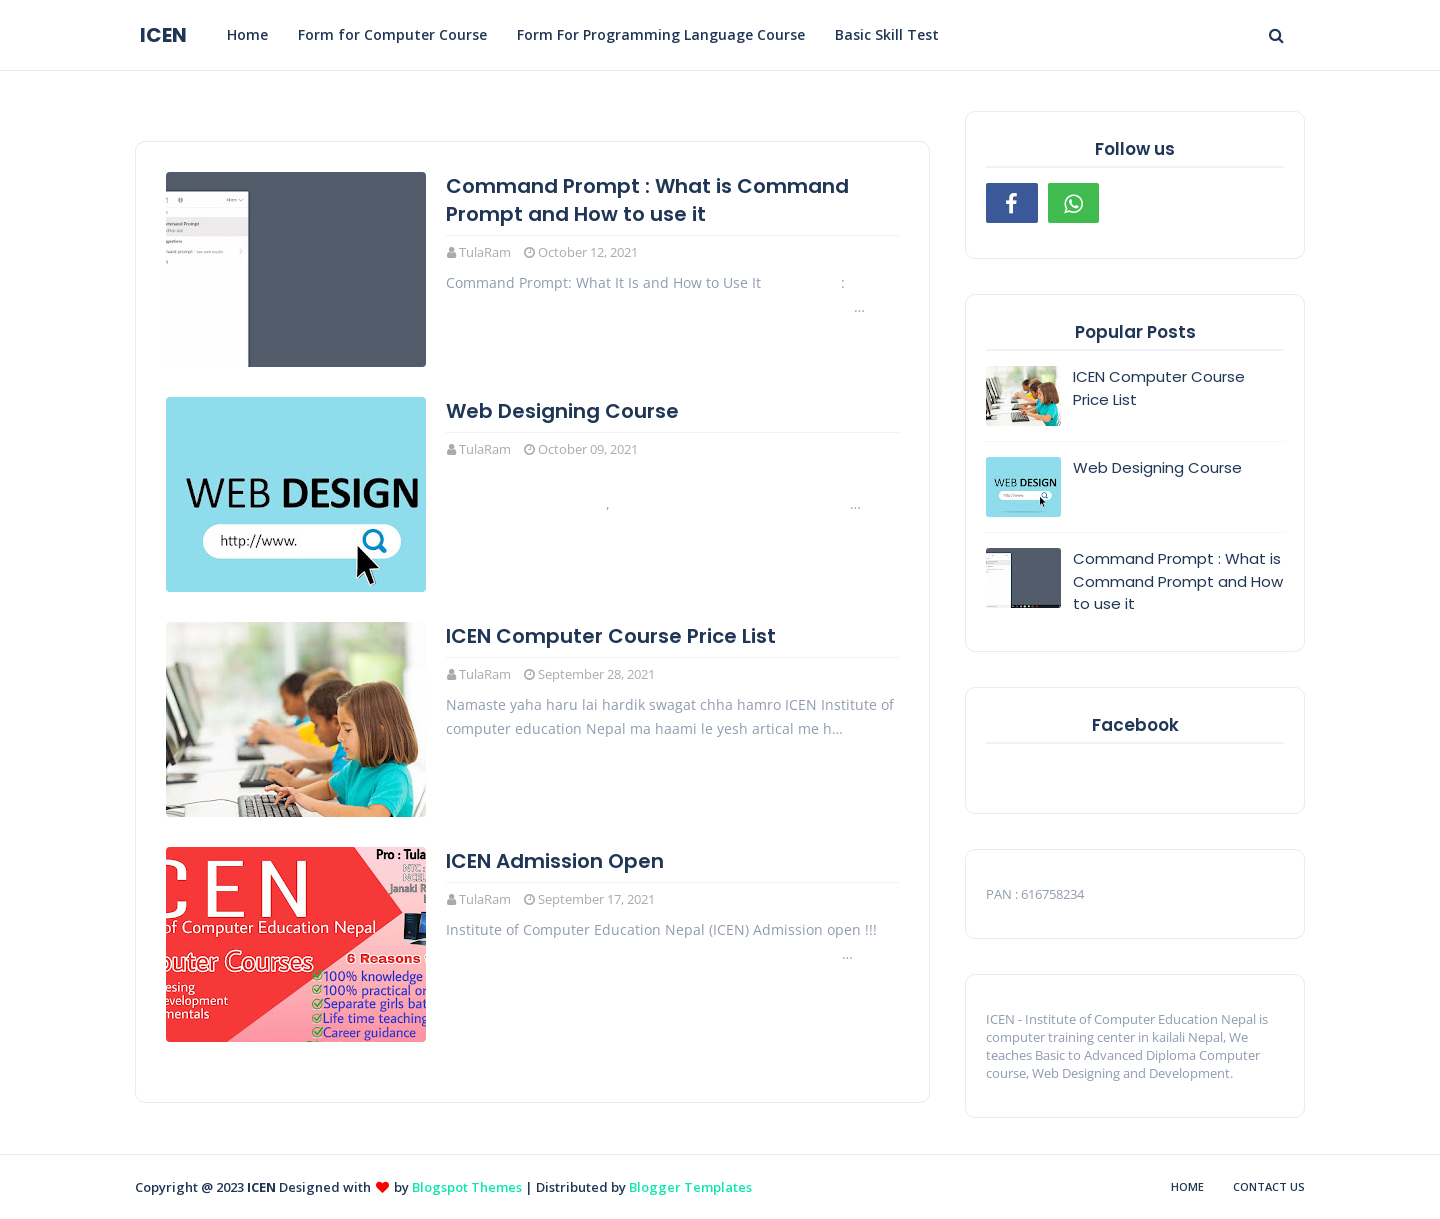 ICEN
Home
Form for Computer Course
Form For Programming Language Course
Basic Skill Test
Command Prompt : What is Command
Prompt and How to use it
TulaRam
October 12, 2021
Command Prompt: What It Is and How to Use It :
...
Web Designing Course
TulaRam
October 09, 2021
, ...
WEB DESIGN
http://www.
ICEN Computer Course Price List
TulaRam
September 28, 2021
Namaste yaha haru lai hardik swagat chha hamro ICEN Institute of
computer education Nepal ma haami le yesh artical me h...
ICEN Admission Open
TulaRam
September 17, 2021
Institute of Computer Education Nepal (ICEN) Admission open !!!
...
Pro : Tula
CEN
Janaki R
of Computer Education Nepal
puter Courses
6 Reasons
esing
evelopment
mentals
100% knowledge
100% practical or
Separate girls bat
Life time teaching
Career guidance
Follow us
Popular Posts
ICEN Computer Course
Price List
WEB DESIGN
Web Designing Course
Command Prompt : What is
Command Prompt and How
to use it
Facebook
PAN : 616758234
ICEN - Institute of Computer Education Nepal is
computer training center in kailali Nepal, We
teaches Basic to Advanced Diploma Computer
course, Web Designing and Development.
Copyright @ 2023 ICEN Designed with by Blogspot Themes | Distributed by Blogger Templates
HOME
CONTACT US